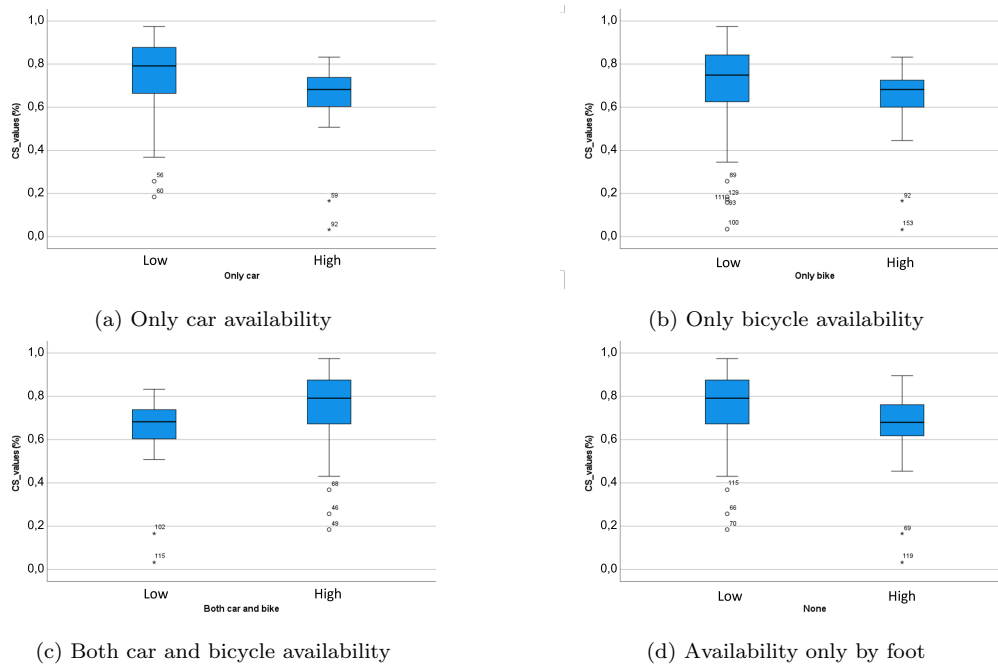 1,0
0,8
0,6
0,4
0,2
0,0
CS_values (%)
56
60
59
92
Low
High
Only car
(a) Only car availability
1,0
0,8
0,6
0,4
0,2
0,0
CS_values (%)
89
129
93
100
92
153
Low
High
Only bike
(b) Only bicycle availability
1,0
0,8
0,6
0,4
0,2
0,0
CS_values (%)
102
115
68
46
49
Low
High
Both car and bike
(c) Both car and bicycle availability
1,0
0,8
0,6
0,4
0,2
0,0
CS_values (%)
115
66
70
69
119
Low
High
None
(d) Availability only by foot